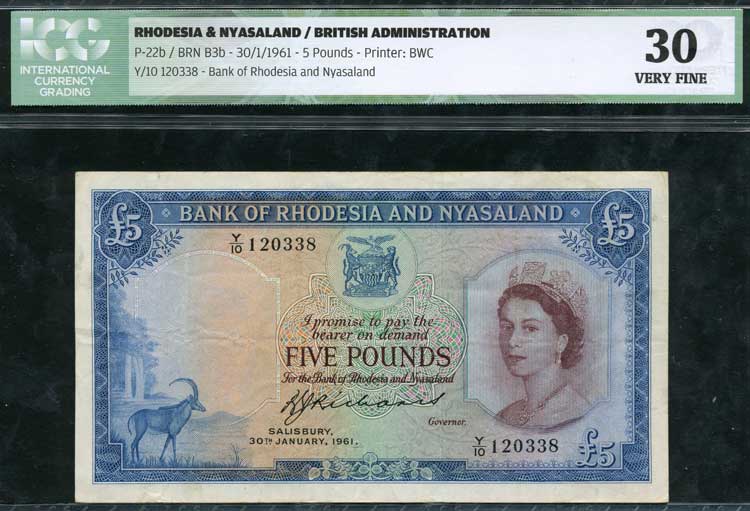 ICG
INTERNATIONAL
CURRENCY
GRADING
RHODESIA & NYASALAND / BRITISH ADMINISTRATION
P-22b / BRN B3b - 30/1/1961 - 5 Pounds - Printer: BWC
Y/10 120338 - Bank of Rhodesia and Nyasaland
30
VERY FINE
£5
BANK OF RHODESIA AND NYASALAND
£5
Y/10 120338
I promise to pay the
bearer on demand
FIVE POUNDS
For the Bank of Rhodesia and Nyasaland
Governor.
SALISBURY,
30TH JANUARY, 1961.
Y/10 120338
£5